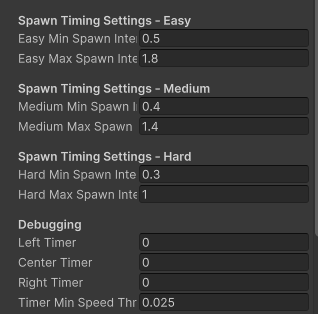 Spawn Timing Settings - Easy
Easy Min Spawn Inte 0.5
Easy Max Spawn Inte 1.8
Spawn Timing Settings - Medium
Medium Min Spawn I 0.4
Medium Max Spawn 1.4
Spawn Timing Settings - Hard
Hard Min Spawn Inte 0.3
Hard Max Spawn Inte 1
Debugging
Left Timer 0
Center Timer 0
Right Timer 0
Timer Min Speed Thr 0.025